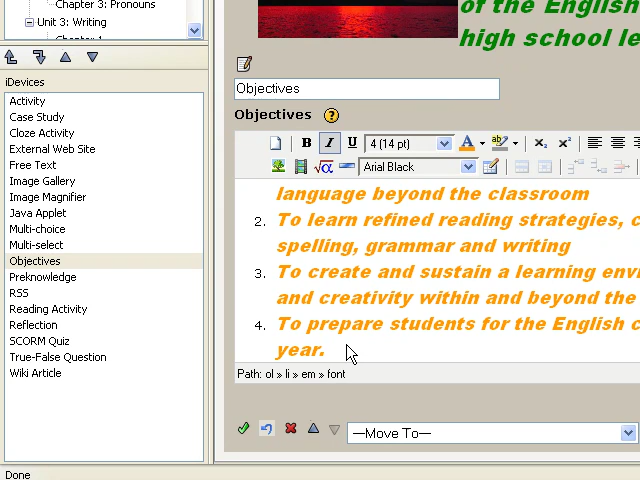 Chapter 3: Pronouns
Unit 3: Writing
of the English
high school le
iDevices
Activity
Case Study
Cloze Activity
External Web Site
Free Text
Image Gallery
Image Magnifier
Java Applet
Multi-choice
Multi-select
Objectives
Preknowledge
RSS
Reading Activity
Reflection
SCORM Quiz
True-False Question
Wiki Article
Objectives
Objectives ?
B I U 4 (14 pt) A ab x₂ x²
√α Arial Black
language beyond the classroom
2. To learn refined reading strategies, c
spelling, grammar and writing
3. To create and sustain a learning envi
and creativity within and beyond the
4. To prepare students for the English c
year.
Path: ol » li » em » font
—Move To—
Done